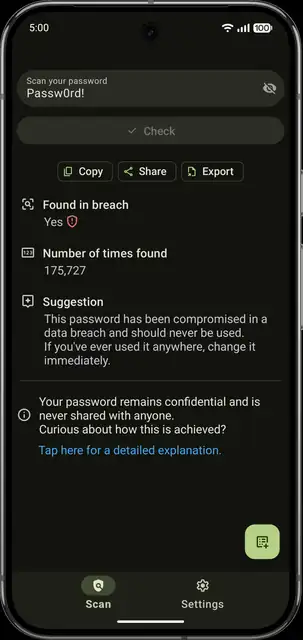 5:00
100
Scan your password
Passw0rd!
Check
Copy Share Export
Found in breach
Yes
123
Number of times found
175,727
Suggestion
This password has been compromised in a
data breach and should never be used.
If you've ever used it anywhere, change it
immediately.
Your password remains confidential and is
never shared with anyone.
Curious about how this is achieved?
Tap here for a detailed explanation.
Scan Settings